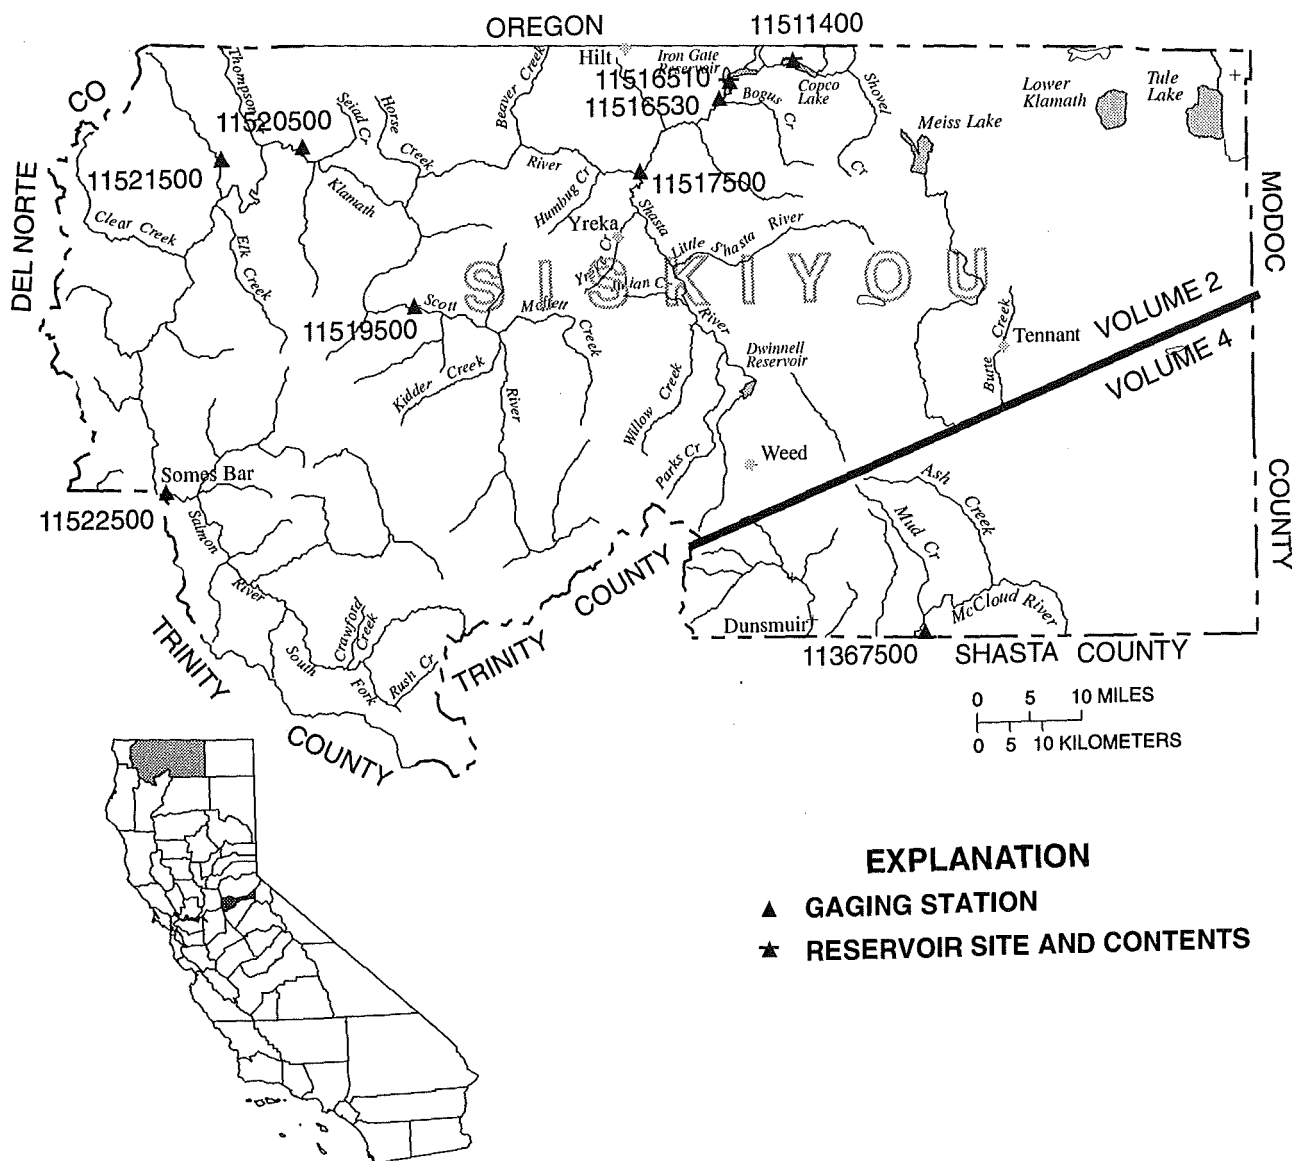 OREGON
11511400
Hilt
Iron Gate
Reservoir
11516510
11516530
Copco
Lake
Bogus
Cr
Shovel
Cr
Lower
Klamath
Tule
Lake
Meiss Lake
CO
DEL NORTE
Thompson
11520500
Seiad Cr
Horse
Creek
Beaver Creek
11521500
Klamath
River
Humbug Cr
11517500
MODOC
COUNTY
Clear Creek
Elk Creek
Yreka
Yreka Cr
Shasta
River
Little Shasta River
SISKIYOU
Julian Cr
11519500
Scott
River
Moffett
Creek
Kidder Creek
Willow Creek
Parks Cr
Dwinnell
Reservoir
Butte Creek
Tennant
VOLUME 2
VOLUME 4
Weed
Somes Bar
11522500
Salmon
River
Ash
Creek
Mud Cr
McCloud River
Crawford
Creek
South
Fork
Rush Cr
TRINITY
COUNTY
TRINITY
COUNTY
Dunsmuir
11367500
SHASTA COUNTY
0 5 10 MILES
0 5 10 KILOMETERS
EXPLANATION
GAGING STATION
RESERVOIR SITE AND CONTENTS